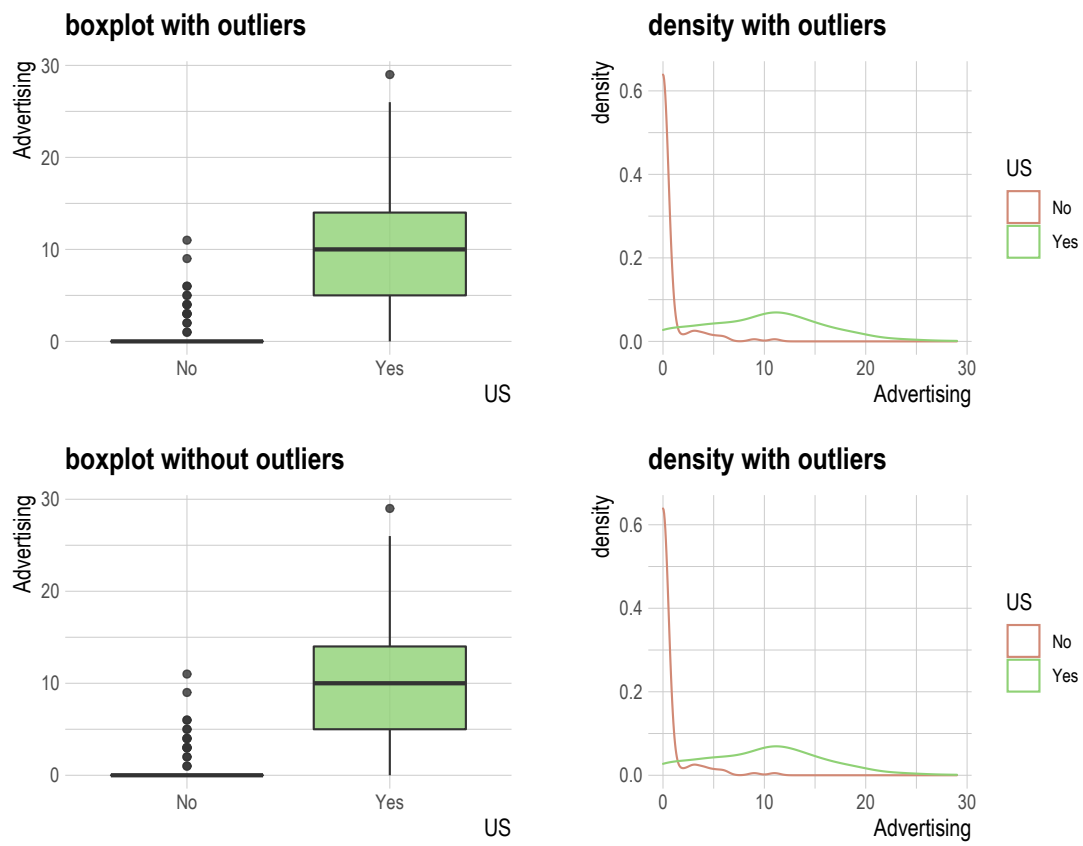 boxplot with outliers
Advertising
30
20
10
0
No
Yes
US
density with outliers
density
0.6
0.4
0.2
0.0
0
10
20
30
Advertising
US
No
Yes
boxplot without outliers
Advertising
30
20
10
0
No
Yes
US
density with outliers
density
0.6
0.4
0.2
0.0
0
10
20
30
Advertising
US
No
Yes